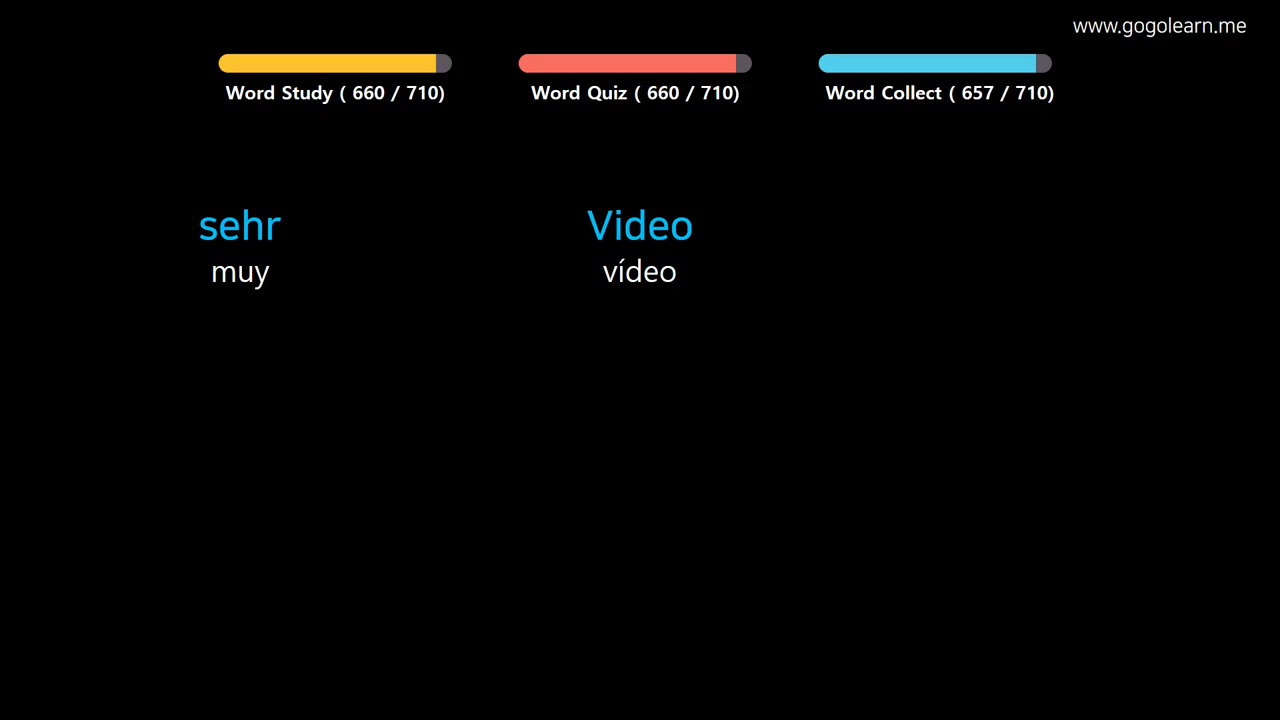 www.gogolearn.me
Word Study ( 660 / 710)
Word Quiz ( 660 / 710)
Word Collect ( 657 / 710)
sehr
muy
Video
vídeo